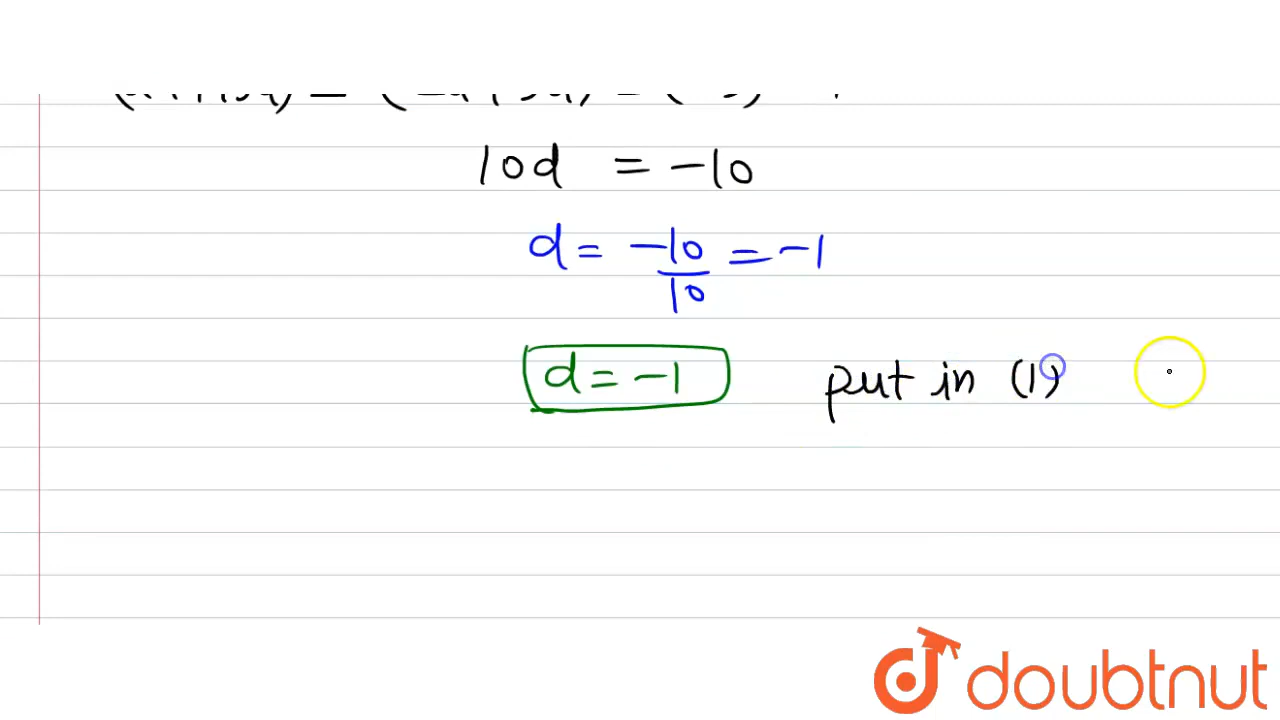 10d = -10
d = -10/10 = -1
d = -1 put in (1)
doubtnut